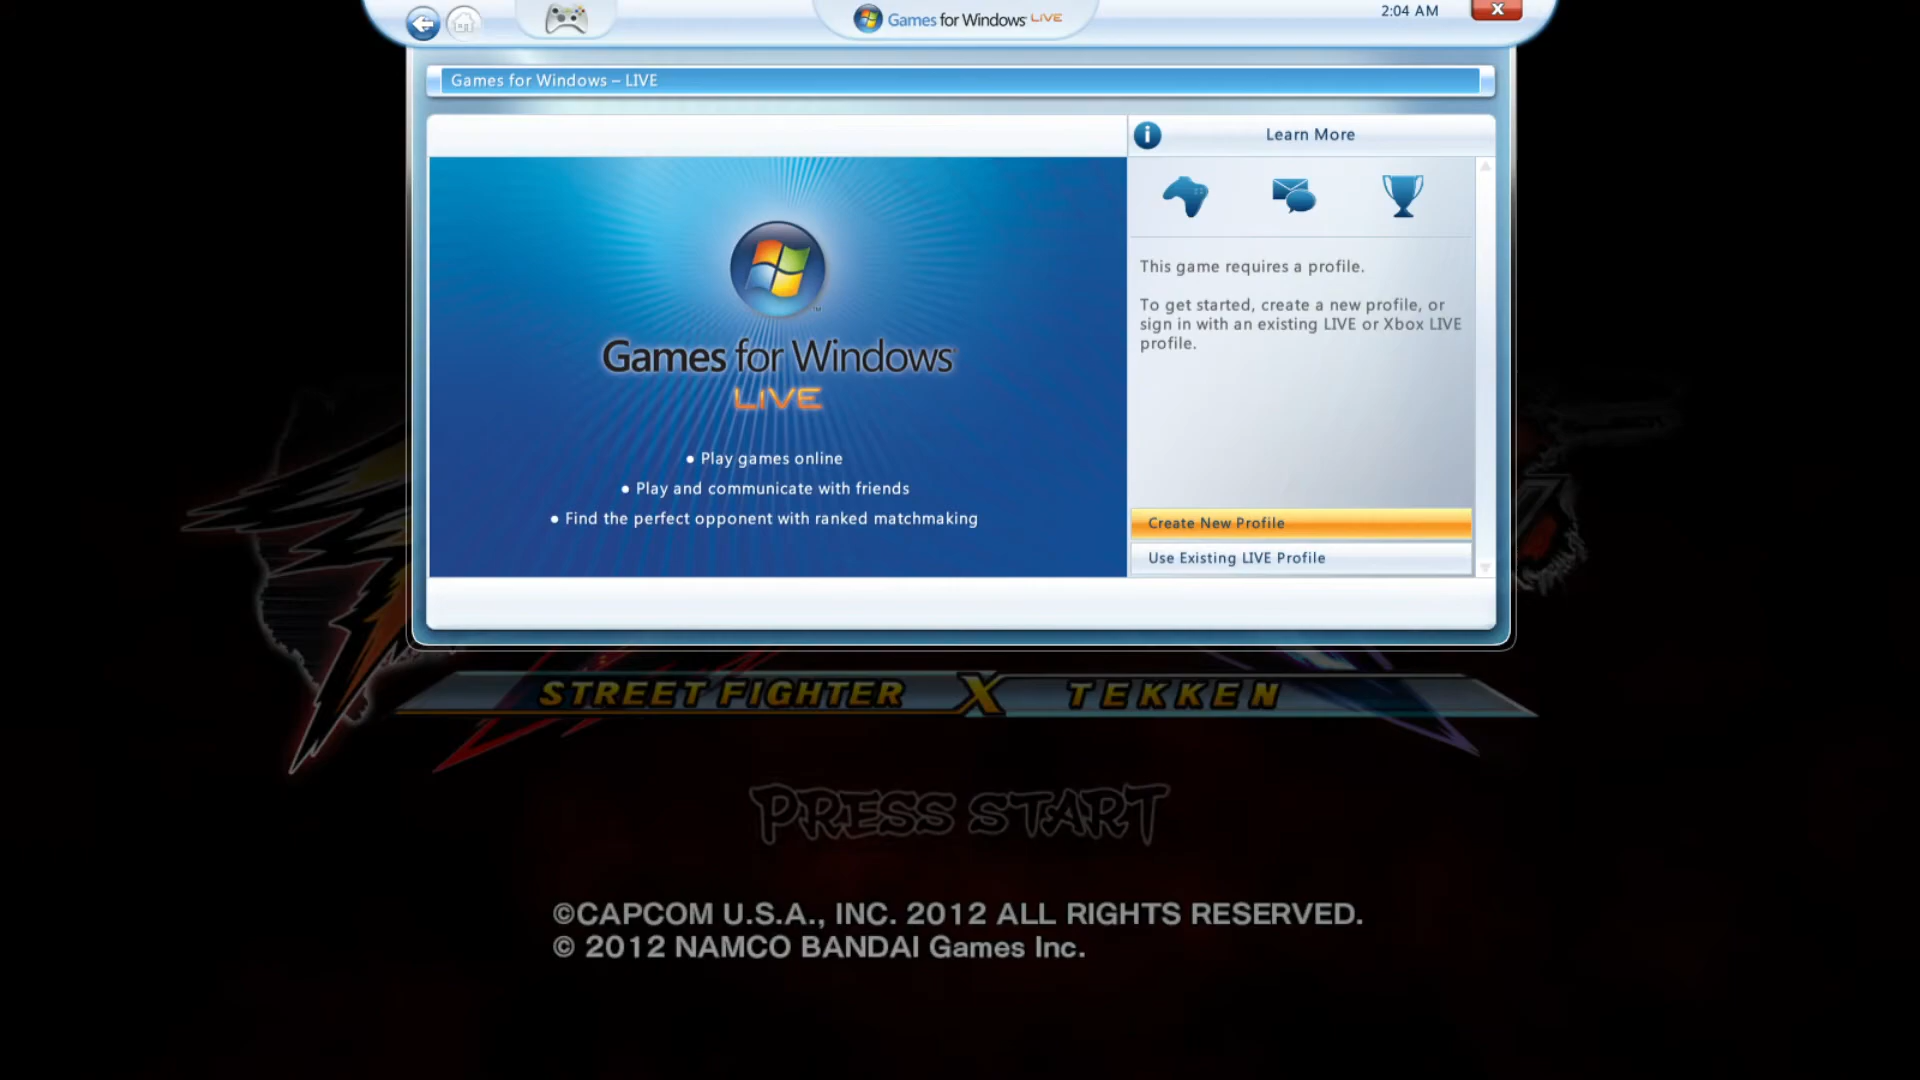 Games for Windows LIVE
2:04 AM
X
Games for Windows – LIVE
i
Learn More
Games for Windows
LIVE
TM
• Play games online
• Play and communicate with friends
• Find the perfect opponent with ranked matchmaking
This game requires a profile.
To get started, create a new profile, or
sign in with an existing LIVE or Xbox LIVE
profile.
Create New Profile
Use Existing LIVE Profile
STREET FIGHTER X TEKKEN
PRESS START
©CAPCOM U.S.A., INC. 2012 ALL RIGHTS RESERVED.
© 2012 NAMCO BANDAI Games Inc.